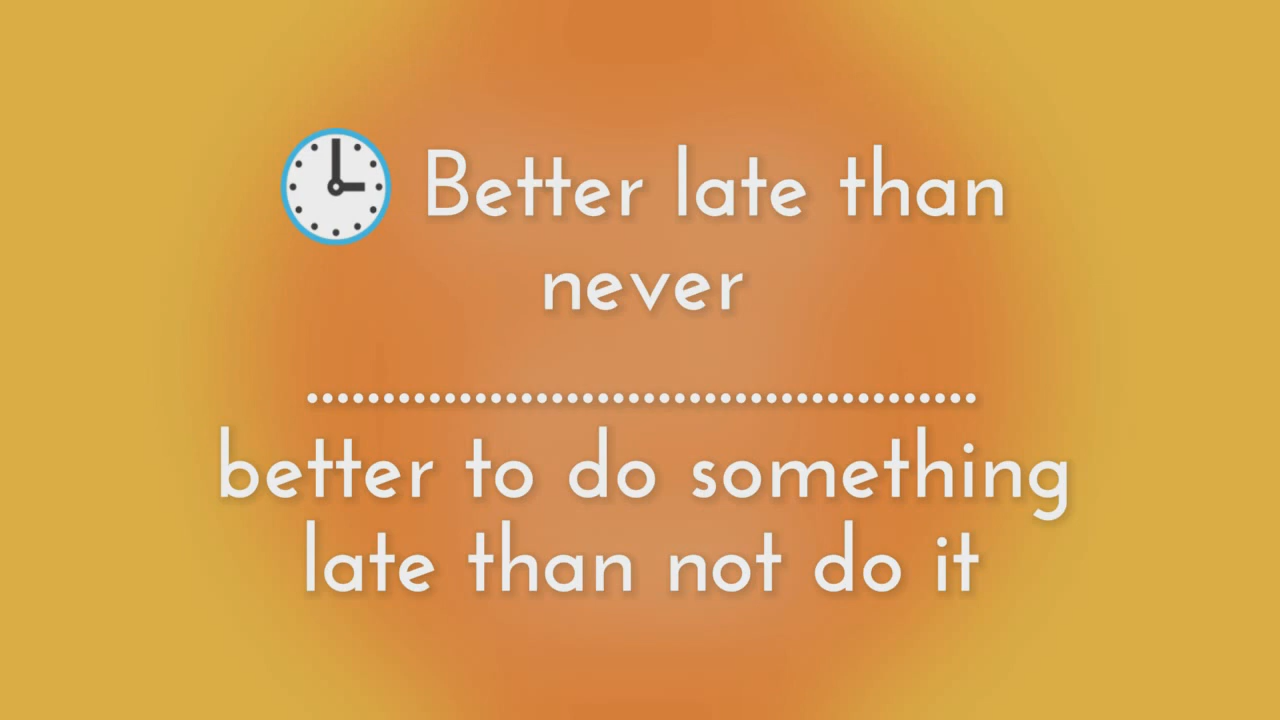 Better late than
never
better to do something
late than not do it